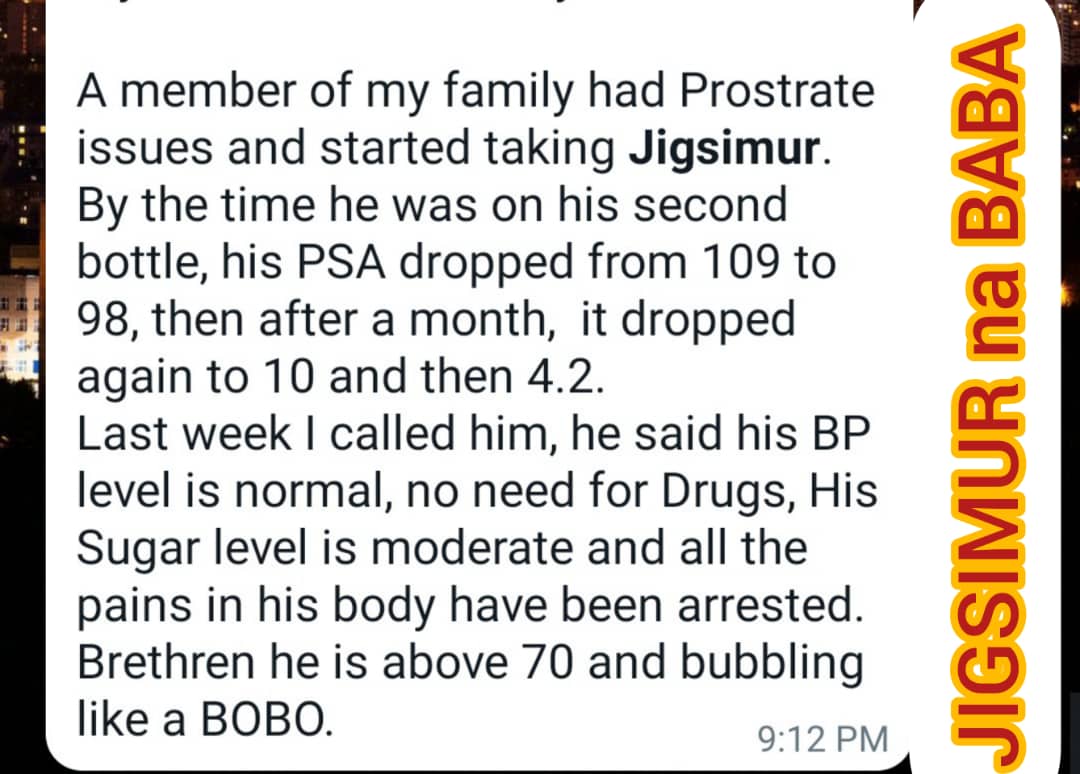 A member of my family had Prostrate
issues and started taking Jigsimur.
By the time he was on his second
bottle, his PSA dropped from 109 to
98, then after a month,  it dropped
again to 10 and then 4.2.
Last week I called him, he said his BP
level is normal, no need for Drugs, His
Sugar level is moderate and all the
pains in his body have been arrested.
Brethren he is above 70 and bubbling
like a BOBO.
9:12 PM
JIGSIMUR na BABA